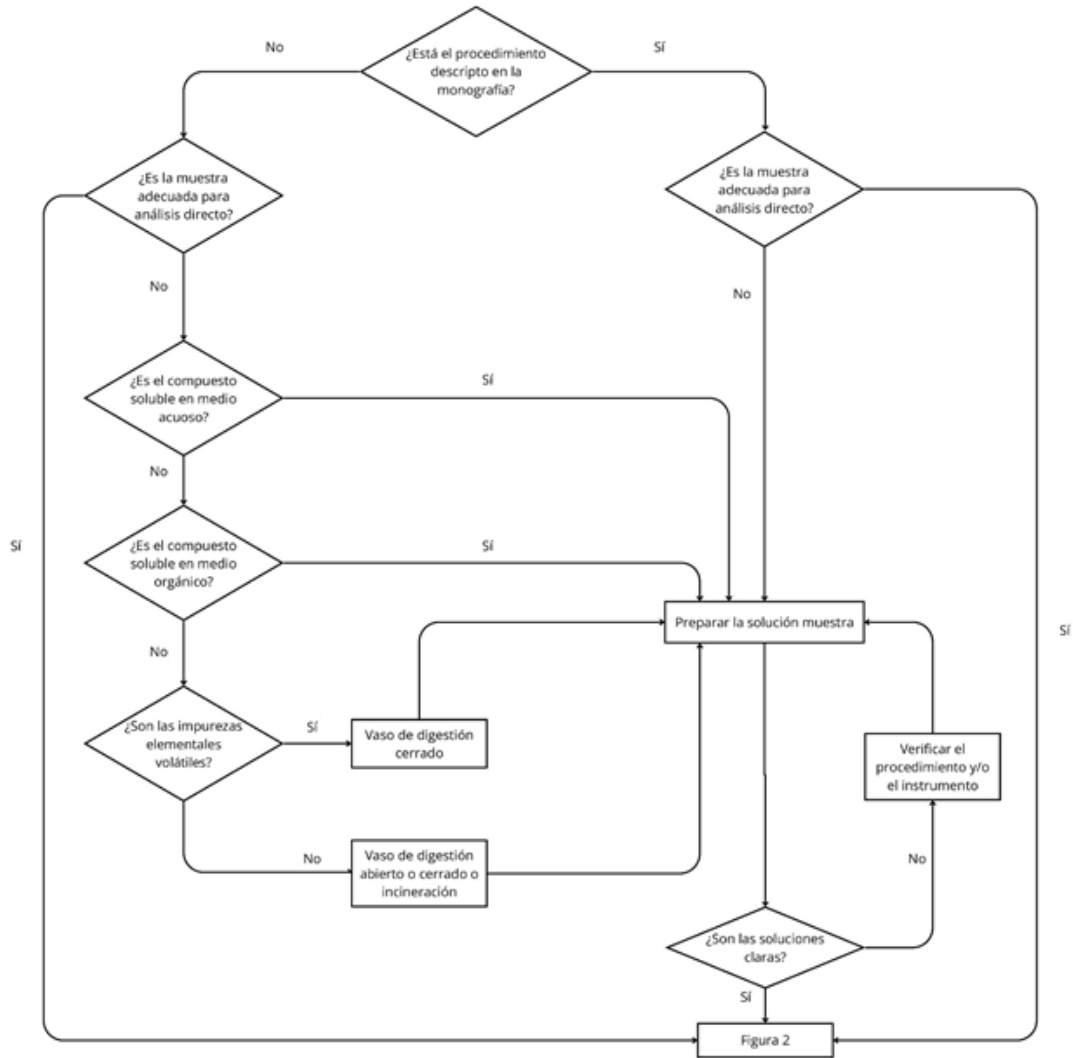 No
¿Está el procedimiento
descripto en la
monografía?
Sí
¿Es la muestra
adecuada para
análisis directo?
¿Es la muestra
adecuada para
análisis directo?
No
No
¿Es el compuesto
soluble en medio
acuoso?
Sí
No
¿Es el compuesto
soluble en medio
orgánico?
Sí
Sí
Preparar la solución muestra
Sí
No
¿Son las impurezas
elementales
volátiles?
Sí
Vaso de digestión
cerrado
Verificar el
procedimiento y/o
el instrumento
No
Vaso de digestión
abierto o cerrado o
incineración
No
¿Son las soluciones
claras?
Sí
Figura 2